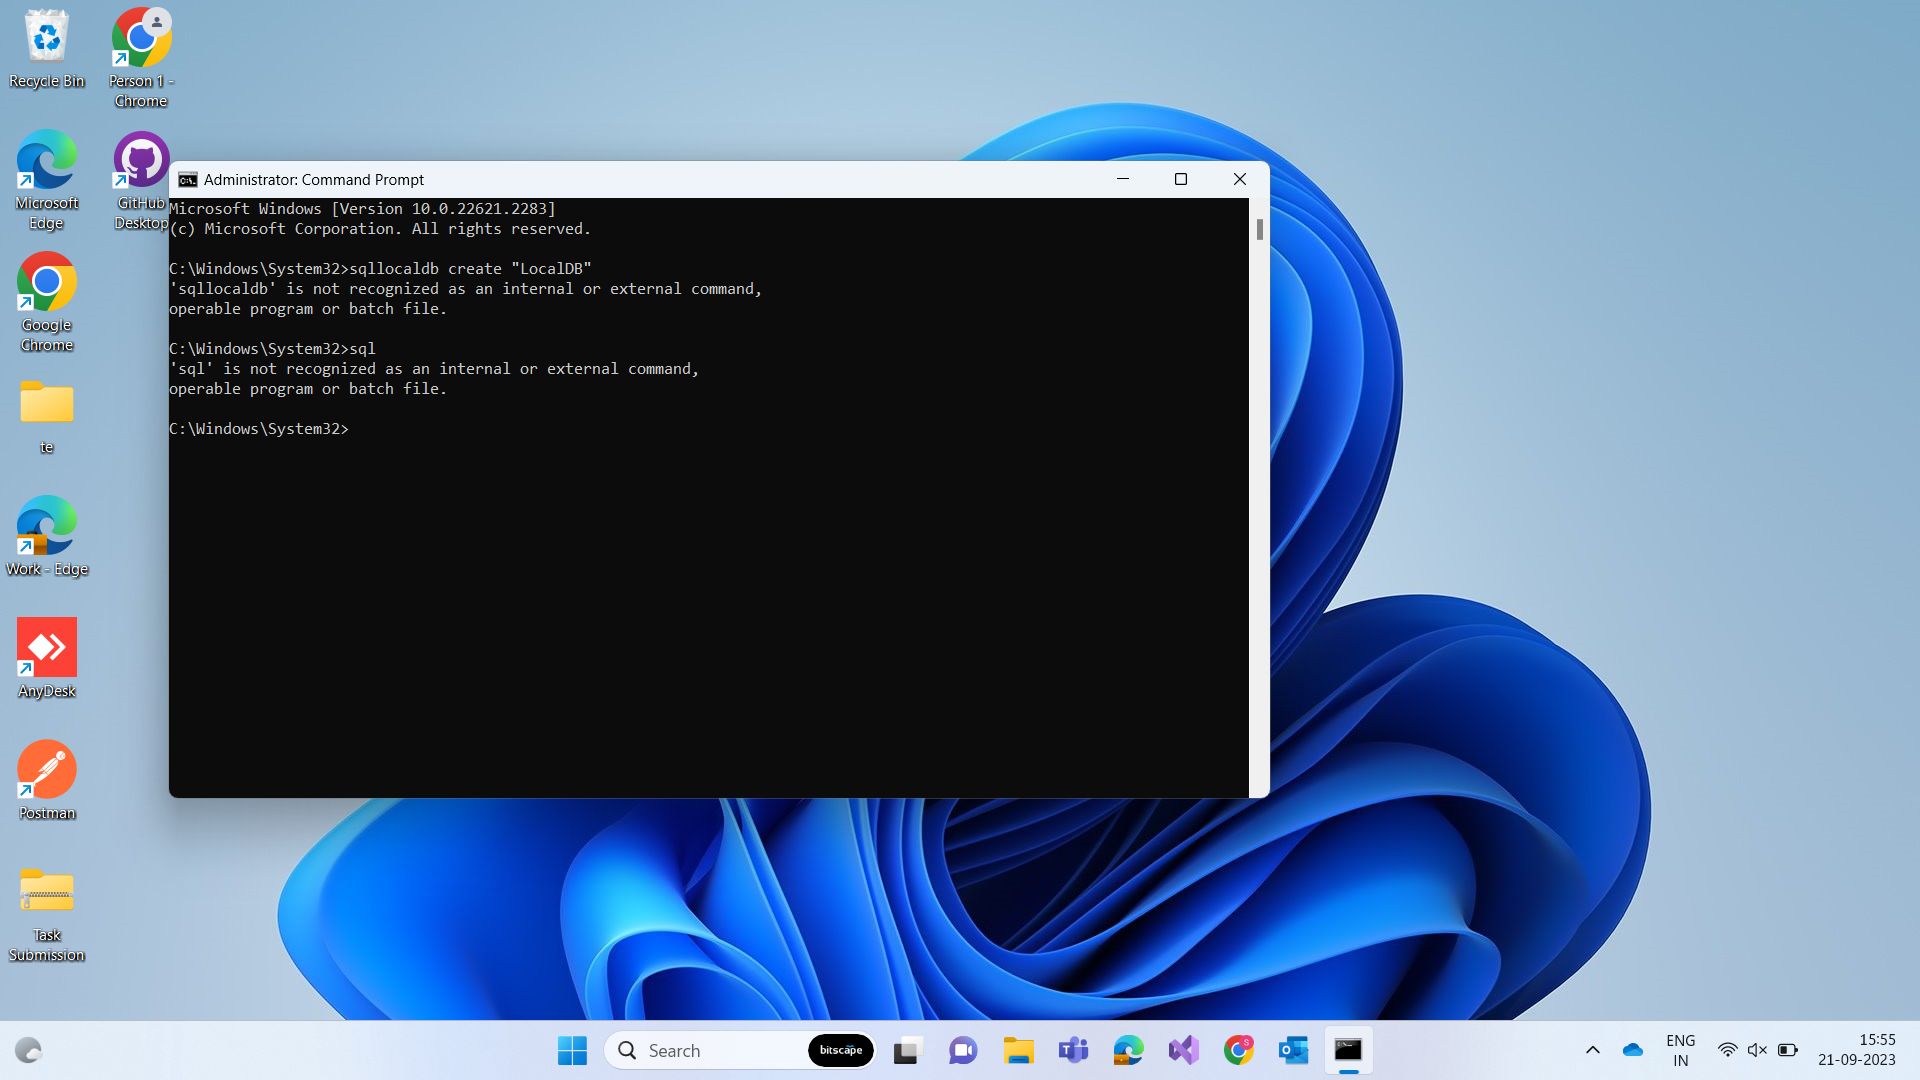 Recycle Bin
Person 1 -
Chrome
Microsoft
Edge
GitHub
Desktop
Google
Chrome
te
Work - Edge
AnyDesk
Postman
Task
Submission
Administrator: Command Prompt
Microsoft Windows [Version 10.0.22621.2283]
(c) Microsoft Corporation. All rights reserved.
C:\Windows\System32>sqllocaldb create "LocalDB"
'sqllocaldb' is not recognized as an internal or external command,
operable program or batch file.
C:\Windows\System32>sql
'sql' is not recognized as an internal or external command,
operable program or batch file.
C:\Windows\System32>
Search
bitscape
ENG
IN
15:55
21-09-2023